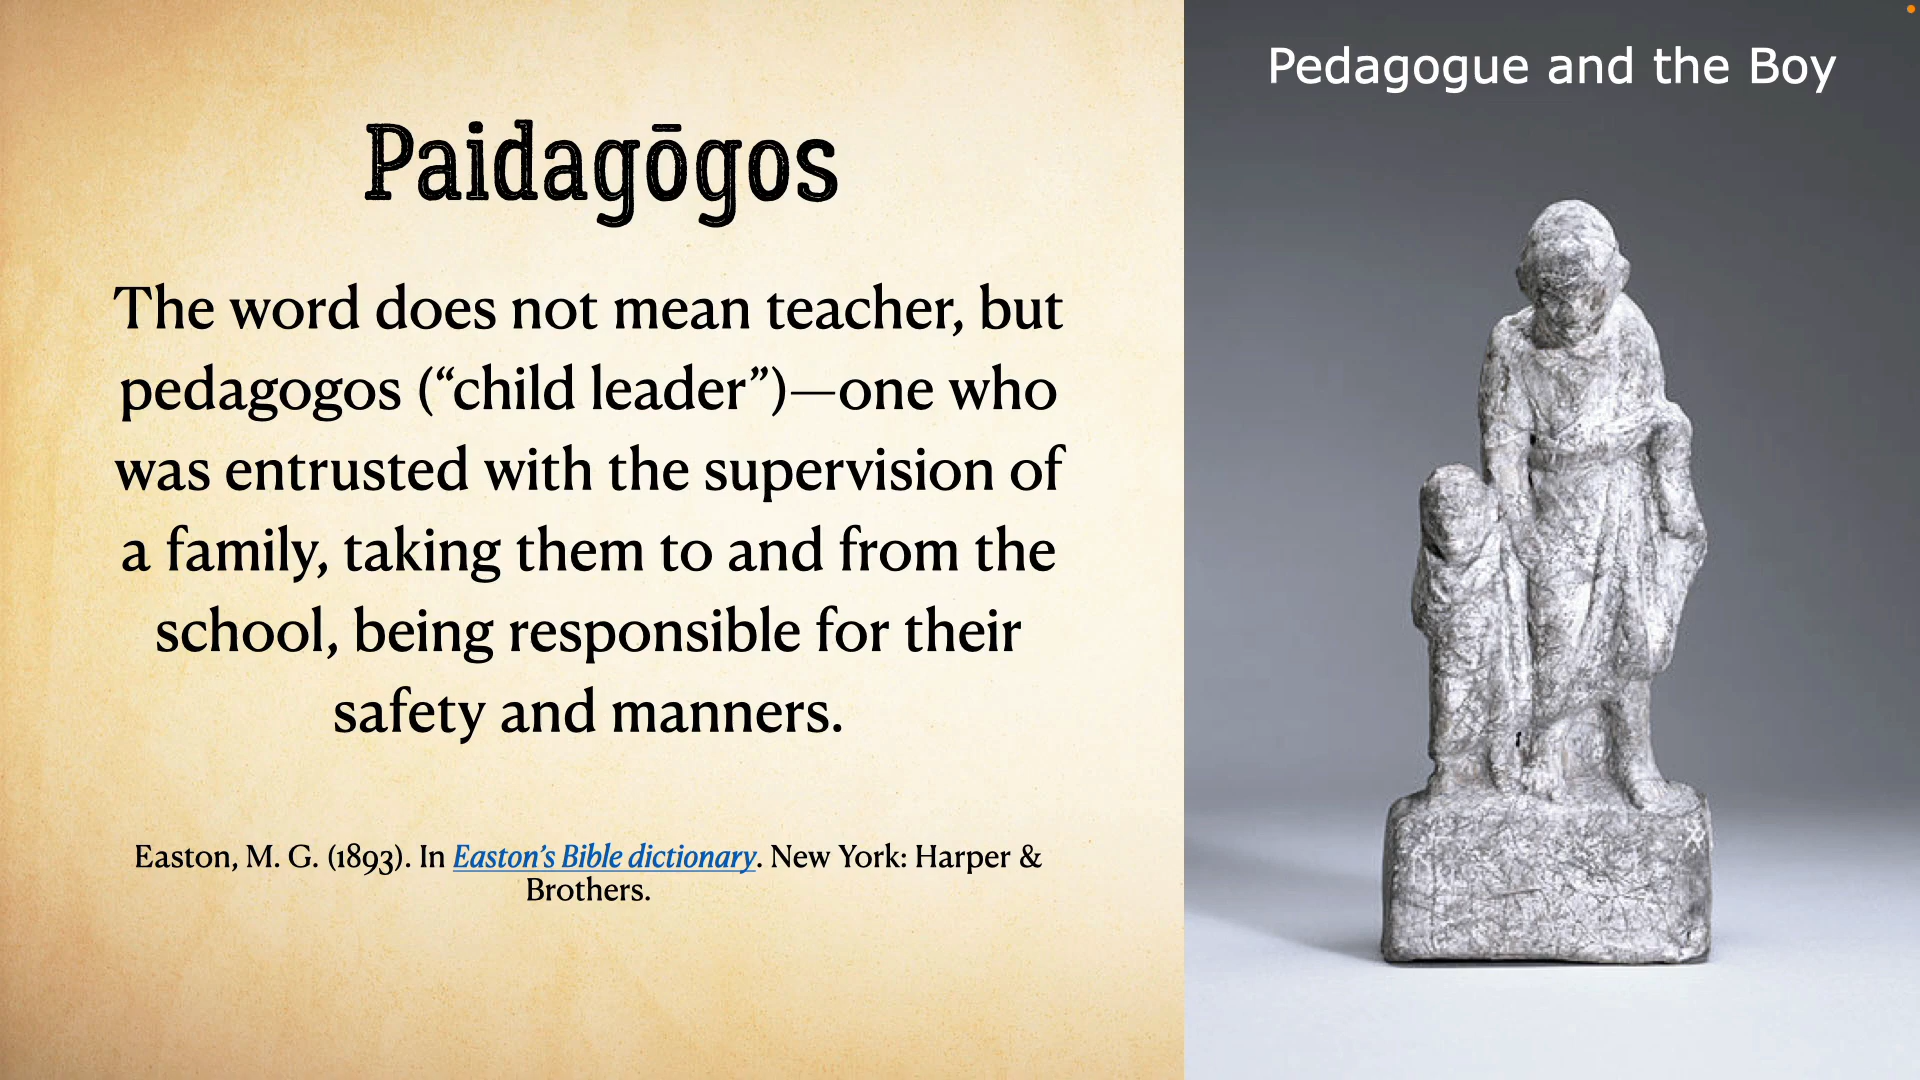 Paidagōgos
The word does not mean teacher, but
pedagogos (“child leader”)—one who
was entrusted with the supervision of
a family, taking them to and from the
school, being responsible for their
safety and manners.
Easton, M. G. (1893). In Easton’s Bible dictionary. New York: Harper &
Brothers.
Pedagogue and the Boy